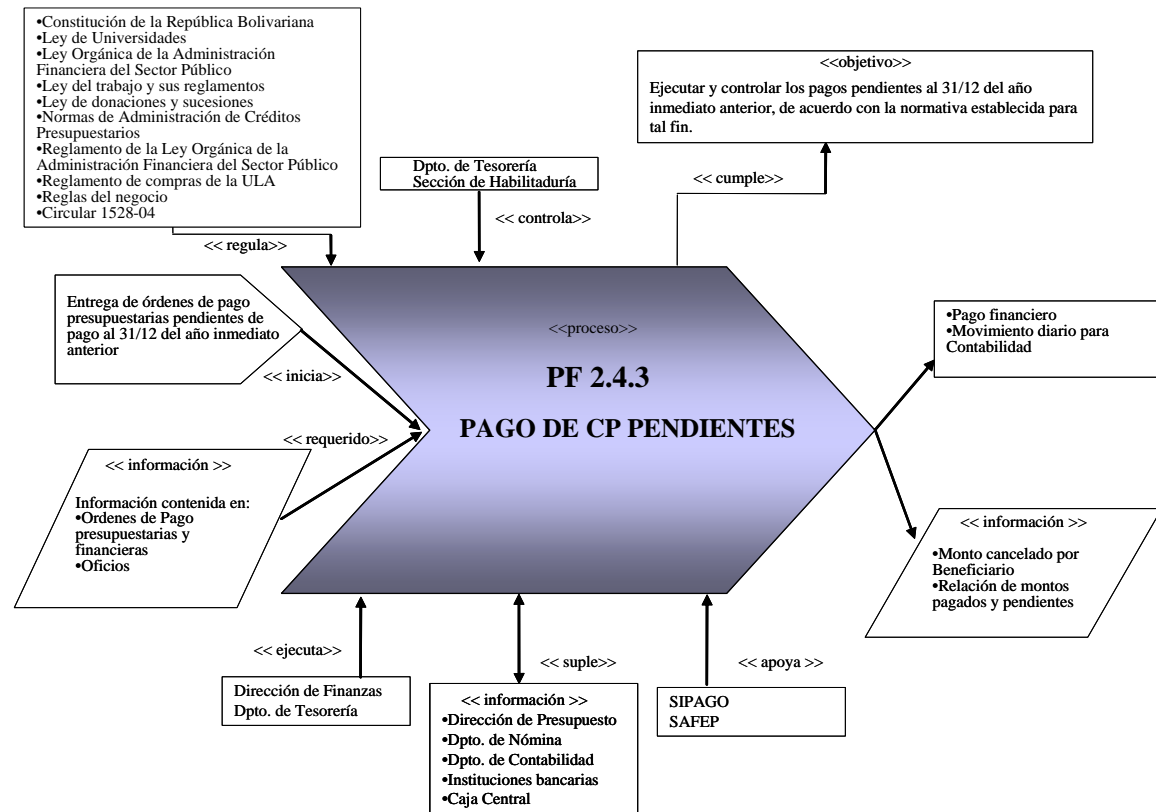 •Constitución de la República Bolivariana
•Ley de Universidades
•Ley Orgánica de la Administración
Financiera del Sector Público
•Ley del trabajo y sus reglamentos
•Ley de donaciones y sucesiones
•Normas de Administración de Créditos
Presupuestarios
•Reglamento de la Ley Orgánica de la
Administración Financiera del Sector Público
•Reglamento de compras de la ULA
•Reglas del negocio
•Circular 1528-04
<< regula>>
Dpto. de Tesorería
Sección de Habilitaduría
<< controla>>
<<objetivo>>
Ejecutar y controlar los pagos pendientes al 31/12 del año
inmediato anterior, de acuerdo con la normativa establecida para
tal fin.
<< cumple>>
Entrega de órdenes de pago
presupuestarias pendientes de
pago al 31/12 del año inmediato
anterior
<< inicia>>
<<proceso>>
PF 2.4.3
PAGO DE CP PENDIENTES
•Pago financiero
•Movimiento diario para
Contabilidad
<< requerido>>
<< información >>
Información contenida en:
•Ordenes de Pago
presupuestarias y
financieras
•Oficios
<< información >>
•Monto cancelado por
Beneficiario
•Relación de montos
pagados y pendientes
<< ejecuta>>
Dirección de Finanzas
Dpto. de Tesorería
<< suple>>
<< información >>
•Dirección de Presupuesto
•Dpto. de Nómina
•Dpto. de Contabilidad
•Instituciones bancarias
•Caja Central
<< apoya >>
SIPAGO
SAFEP